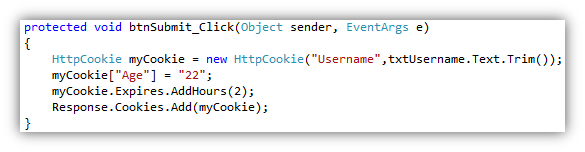 protected void btnSubmit_Click(Object sender, EventArgs e)
{
    HttpCookie myCookie = new HttpCookie("Username",txtUsername.Text.Trim());
    myCookie["Age"] = "22";
    myCookie.Expires.AddHours(2);
    Response.Cookies.Add(myCookie);
}